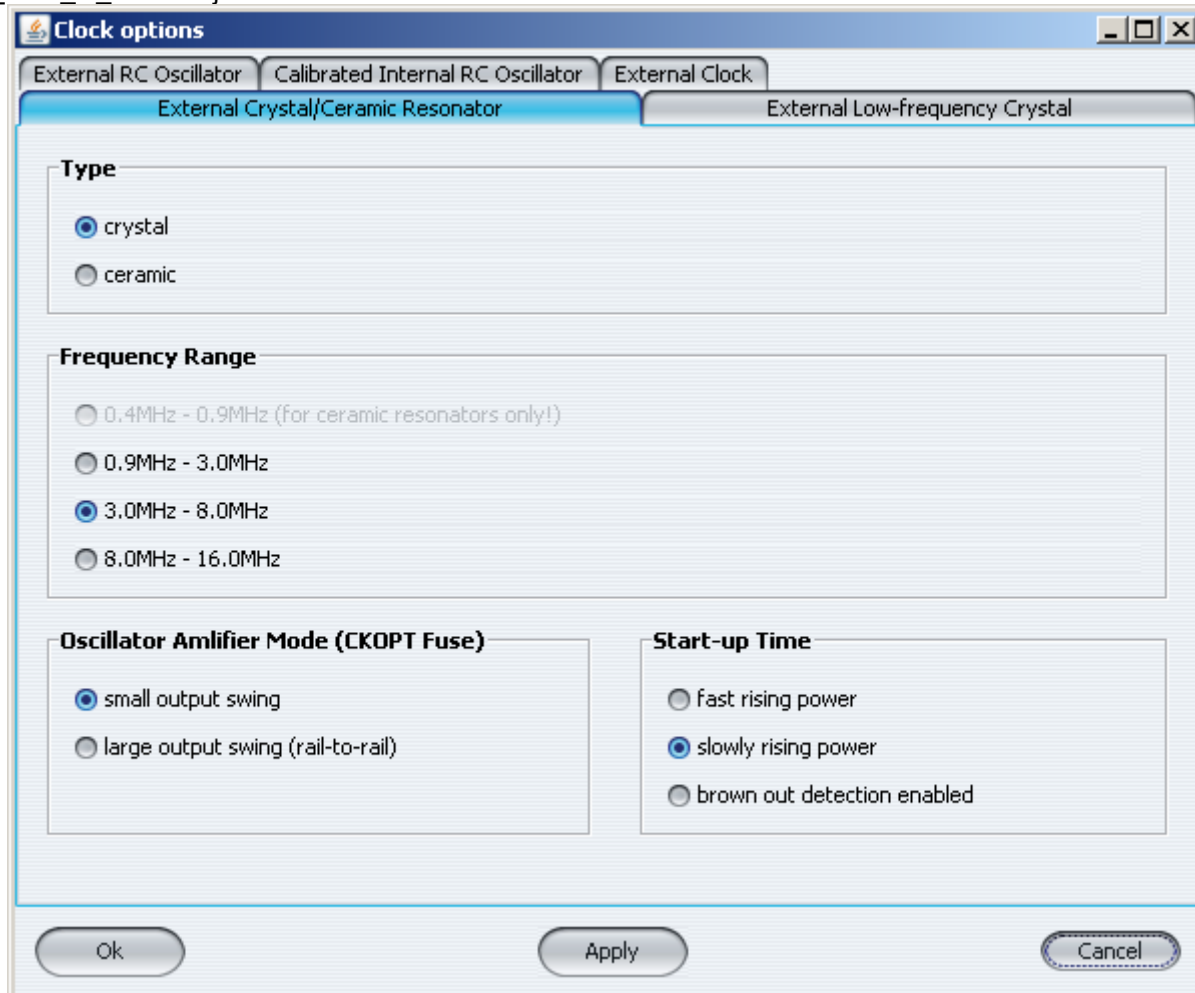 Clock options
External RC Oscillator Calibrated Internal RC Oscillator External Clock
External Crystal/Ceramic Resonator External Low-frequency Crystal
Type
crystal
ceramic
Frequency Range
0.4MHz - 0.9MHz (for ceramic resonators only!)
0.9MHz - 3.0MHz
3.0MHz - 8.0MHz
8.0MHz - 16.0MHz
Oscillator Amlifier Mode (CKOPT Fuse)
small output swing
large output swing (rail-to-rail)
Start-up Time
fast rising power
slowly rising power
brown out detection enabled
Ok Apply Cancel